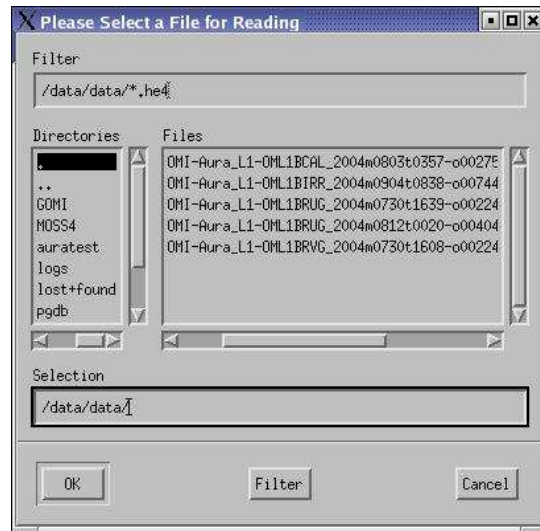 X Please Select a File for Reading
Filter
/data/data/*.he4
Directories
Files
.
..
GOMI
MOSS4
auratest
logs
lost+found
pgdb
OMI-Aura_L1-OML1BCAL_2004m0803t0357-o00275
OMI-Aura_L1-OML1BIRR_2004m0904t0838-o00744
OMI-Aura_L1-OML1BRUG_2004m0730t1639-o00224
OMI-Aura_L1-OML1BRUG_2004m0812t0020-o00404
OMI-Aura_L1-OML1BRVG_2004m0730t1608-o00224
Selection
/data/data/
OK
Filter
Cancel